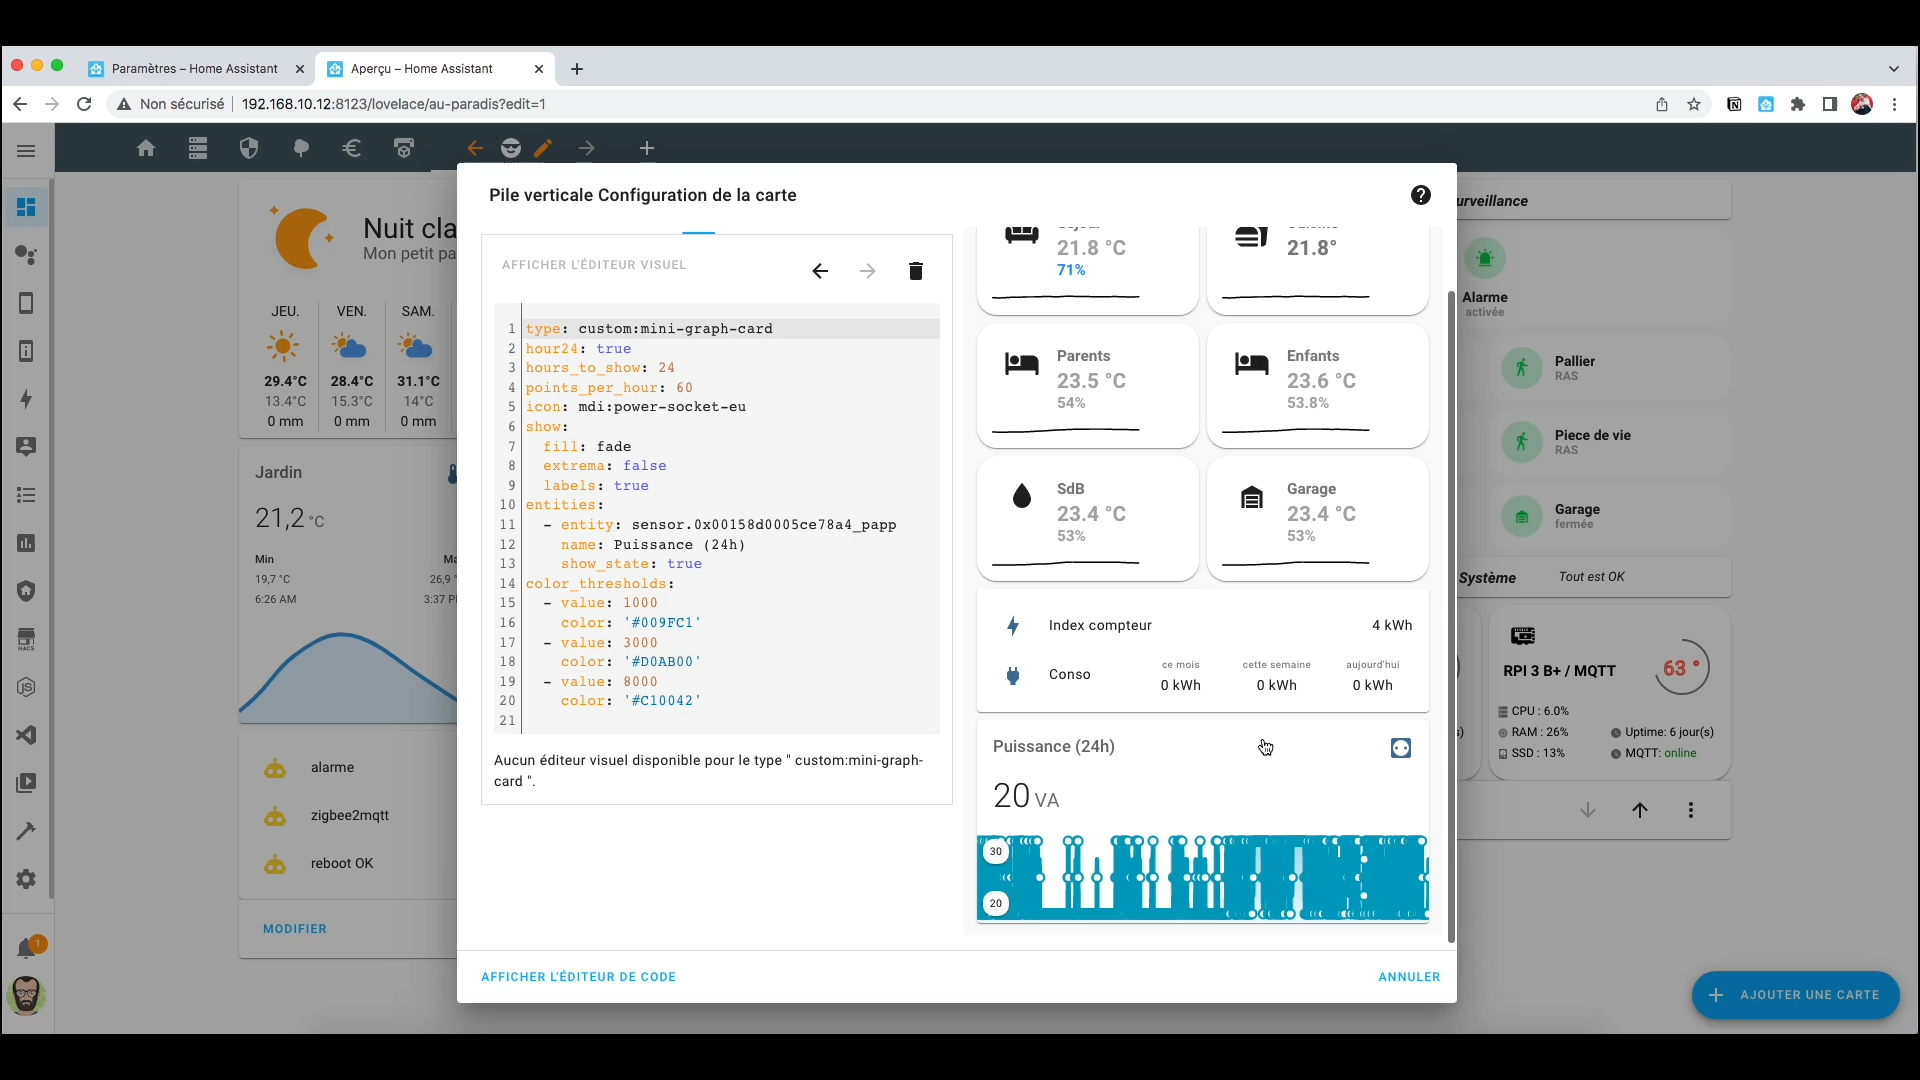 Paramètres – Home Assistant
Aperçu – Home Assistant
Non sécurisé
192.168.10.12:8123/lovelace/au-paradis?edit=1
Nuit cla
Mon petit pa
JEU.
VEN.
SAM.
29.4°C
28.4°C
31.1°C
13.4°C
15.3°C
14°C
0 mm
0 mm
0 mm
Jardin
21,2 °C
Min
Ma
19,7 °C
26,9 °
6:26 AM
3:37 P
alarme
zigbee2mqtt
reboot OK
MODIFIER
HACS
1
Pile verticale Configuration de la carte
AFFICHER L'ÉDITEUR VISUEL
1 type: custom:mini-graph-card
2 hour24: true
3 hours_to_show: 24
4 points_per_hour: 60
5 icon: mdi:power-socket-eu
6 show:
7 fill: fade
8 extrema: false
9 labels: true
10 entities:
11 - entity: sensor.0x00158d0005ce78a4_papp
12 name: Puissance (24h)
13 show_state: true
14 color_thresholds:
15 - value: 1000
16 color: '#009FC1'
17 - value: 3000
18 color: '#D0AB00'
19 - value: 8000
20 color: '#C10042'
21
Aucun éditeur visuel disponible pour le type " custom:mini-graph-
card ".
21.8 °C
71%
21.8°
Parents
23.5 °C
54%
Enfants
23.6 °C
53.8%
SdB
23.4 °C
53%
Garage
23.4 °C
53%
Index compteur
4 kWh
Conso
ce mois
cette semaine
aujourd'hui
0 kWh
0 kWh
0 kWh
Puissance (24h)
20 VA
30
20
AFFICHER L'ÉDITEUR DE CODE
ANNULER
urveillance
Alarme
activée
Pallier
RAS
Piece de vie
RAS
Garage
fermée
Système
Tout est OK
RPI 3 B+ / MQTT
63 °
CPU : 6.0%
RAM : 26%
Uptime: 6 jour(s)
SSD : 13%
MQTT: online
s)
AJOUTER UNE CARTE